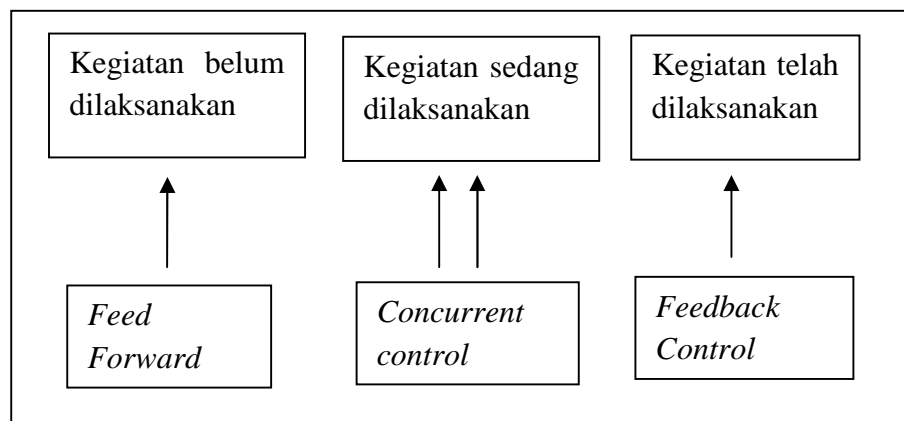 Kegiatan belum
dilaksanakan
Kegiatan sedang
dilaksanakan
Kegiatan telah
dilaksanakan
Feed
Forward
Concurrent
control
Feedback
Control